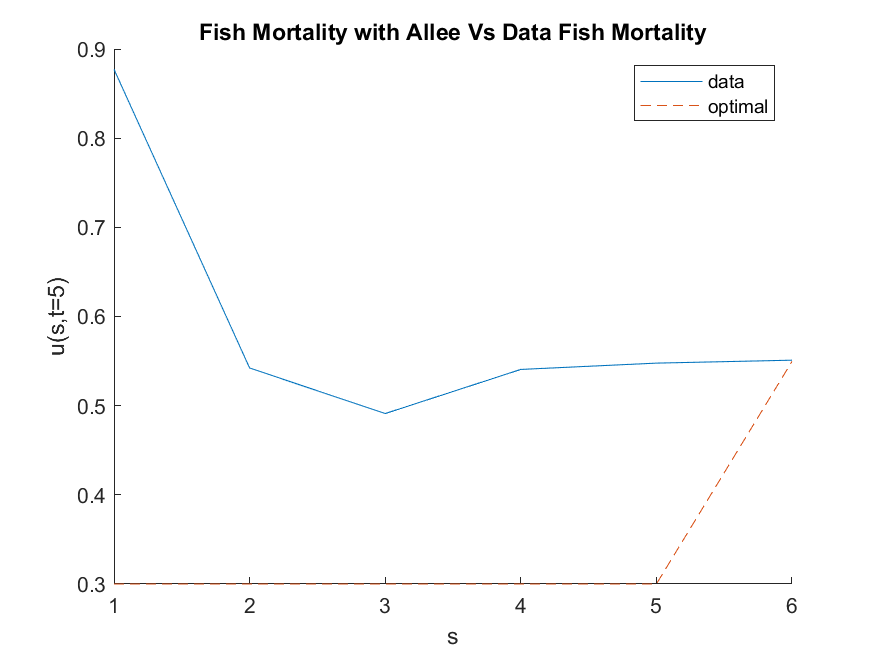 Fish Mortality with Allee Vs Data Fish Mortality
data
optimal
0.9
0.8
0.7
0.6
0.5
0.4
0.3
u(s,t=5)
1 2 3 4 5 6
s